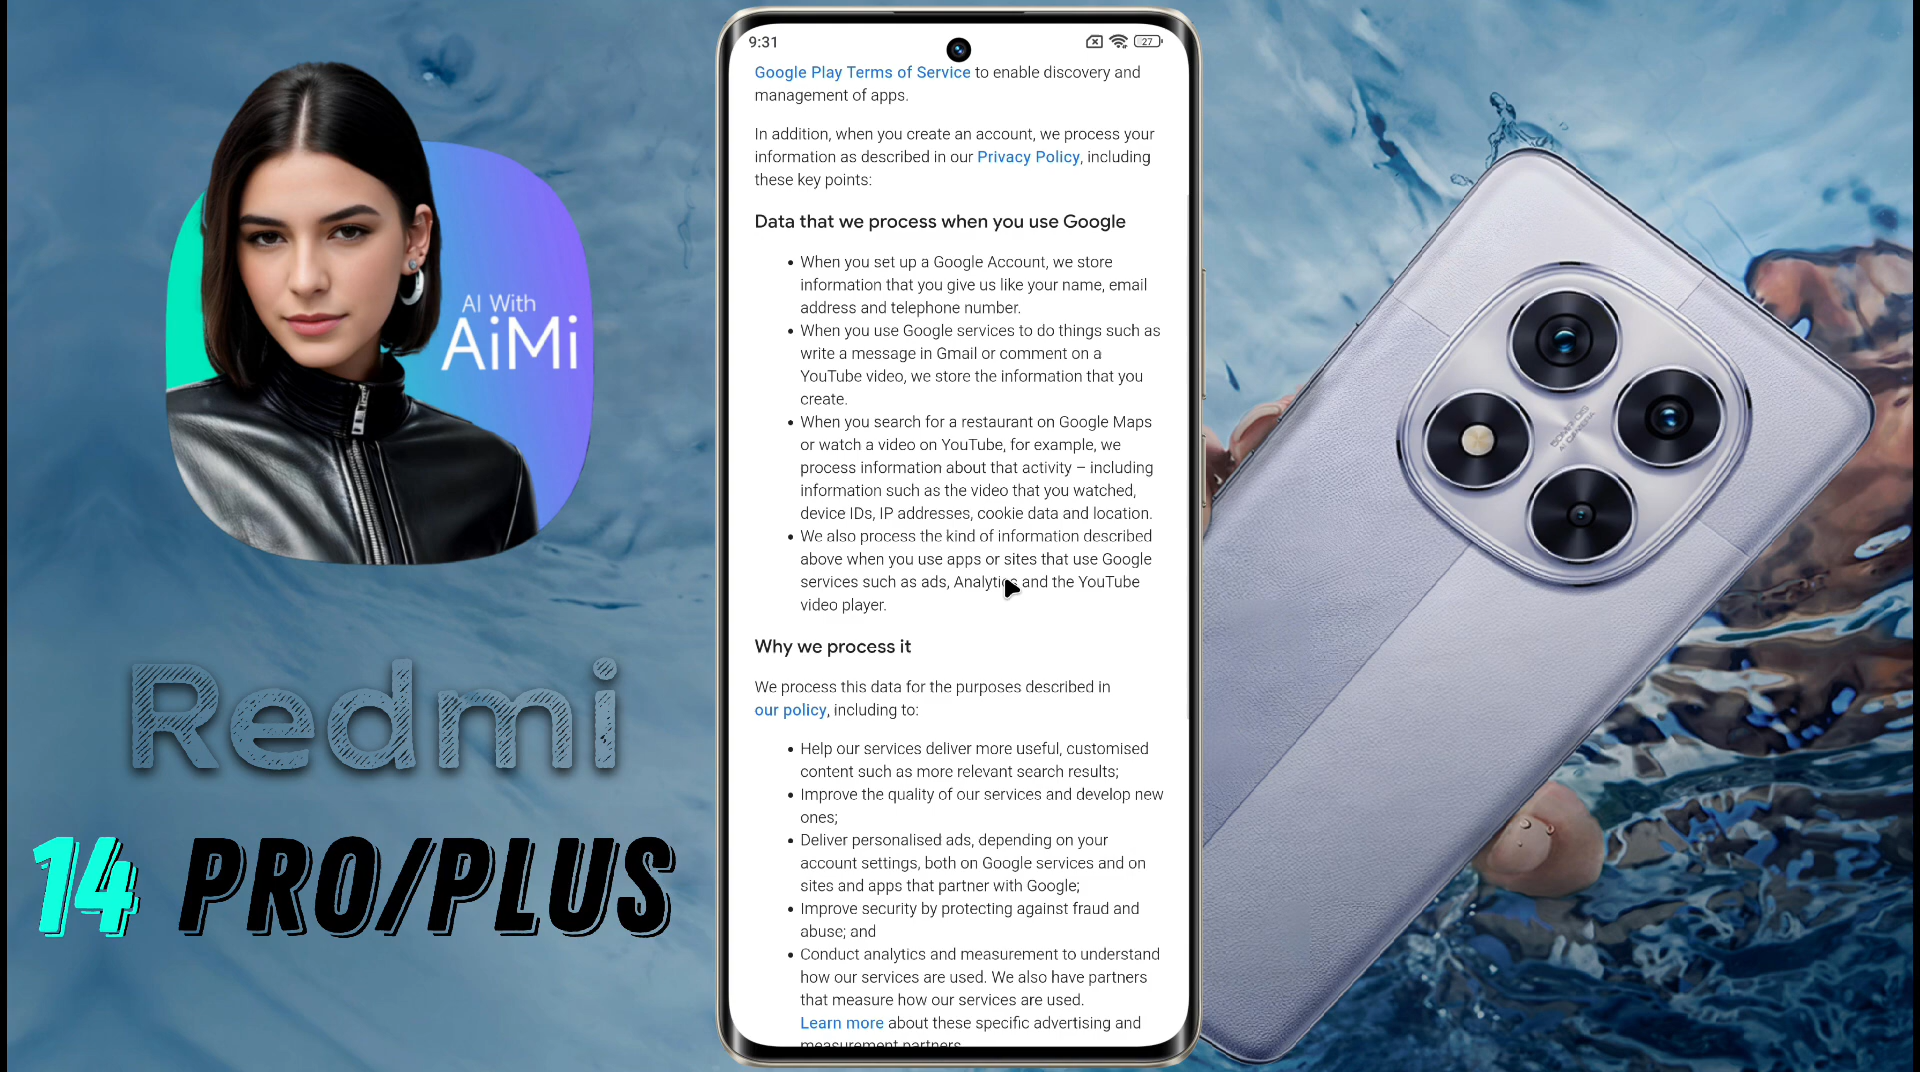 AI With
AiMi
Redmi
14 PRO/PLUS
9:31
27
Google Play Terms of Service to enable discovery and
management of apps.
In addition, when you create an account, we process your
information as described in our Privacy Policy, including
these key points:
Data that we process when you use Google
• When you set up a Google Account, we store
information that you give us like your name, email
address and telephone number.
• When you use Google services to do things such as
write a message in Gmail or comment on a
YouTube video, we store the information that you
create.
• When you search for a restaurant on Google Maps
or watch a video on YouTube, for example, we
process information about that activity – including
information such as the video that you watched,
device IDs, IP addresses, cookie data and location.
• We also process the kind of information described
above when you use apps or sites that use Google
services such as ads, Analytics and the YouTube
video player.
Why we process it
We process this data for the purposes described in
our policy, including to:
• Help our services deliver more useful, customised
content such as more relevant search results;
• Improve the quality of our services and develop new
ones;
• Deliver personalised ads, depending on your
account settings, both on Google services and on
sites and apps that partner with Google;
• Improve security by protecting against fraud and
abuse; and
• Conduct analytics and measurement to understand
how our services are used. We also have partners
that measure how our services are used.
Learn more about these specific advertising and
measurement partners